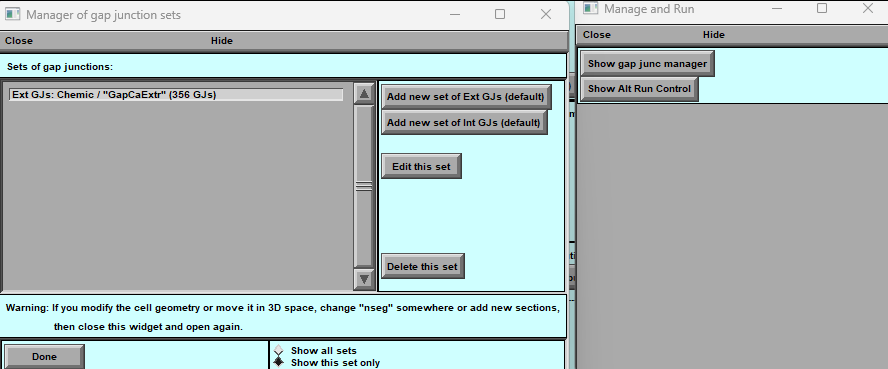 Manager of gap junction sets
Close Hide
Sets of gap junctions:
Ext GJs: Chemic / "GapCaExtr" (356 GJs)
Add new set of Ext GJs (default)
Add new set of Int GJs (default)
Edit this set
Delete this set
Warning: If you modify the cell geometry or move it in 3D space, change "nseg" somewhere or add new sections,
then close this widget and open again.
Done
Show all sets
Show this set only
Manage and Run
Close Hide
Show gap junc manager
Show Alt Run Control